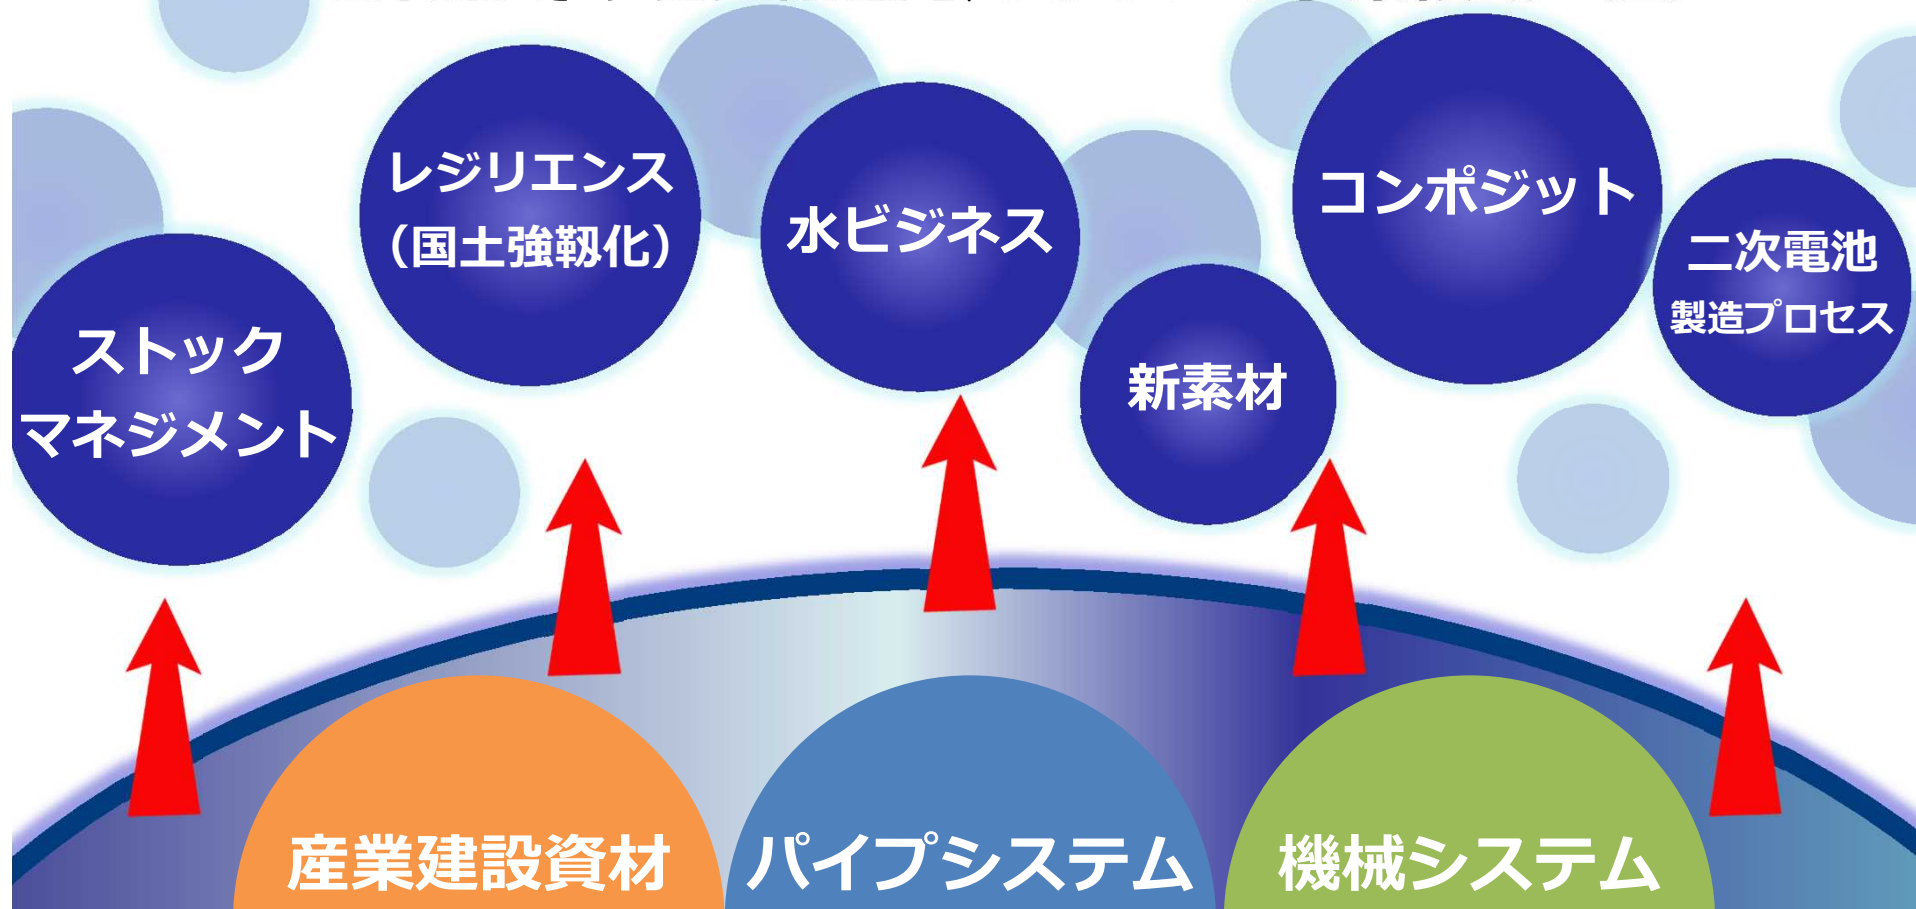 レジリエンス
（国土強靱化）
水ビジネス
コンポジット
二次電池
製造プロセス
ストック
マネジメント
新素材
産業建設資材
パイプシステム
機械システム